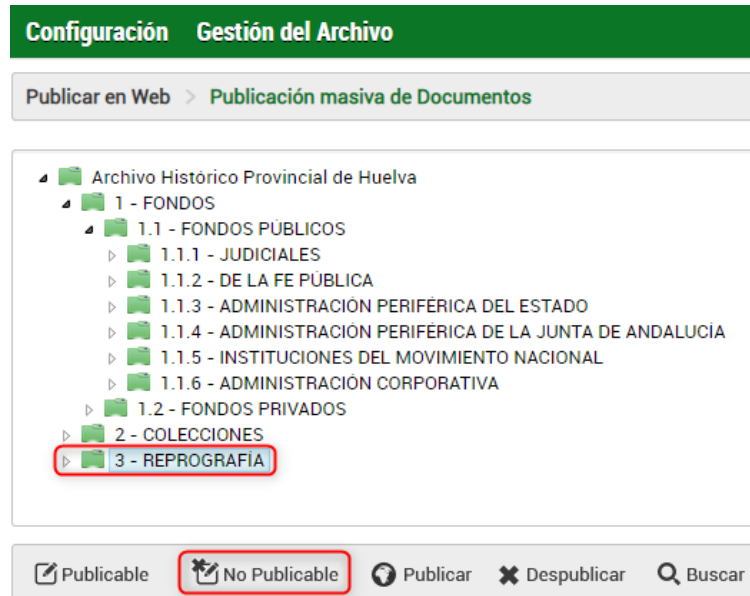 Configuración Gestión del Archivo
Publicar en Web > Publicación masiva de Documentos
Archivo Histórico Provincial de Huelva
1 - FONDOS
1.1 - FONDOS PÚBLICOS
1.1.1 - JUDICIALES
1.1.2 - DE LA FE PÚBLICA
1.1.3 - ADMINISTRACIÓN PERIFÉRICA DEL ESTADO
1.1.4 - ADMINISTRACIÓN PERIFÉRICA DE LA JUNTA DE ANDALUCÍA
1.1.5 - INSTITUCIONES DEL MOVIMIENTO NACIONAL
1.1.6 - ADMINISTRACIÓN CORPORATIVA
1.2 - FONDOS PRIVADOS
2 - COLECCIONES
3 - REPROGRAFÍA
Publicable No Publicable Publicar Despublicar Buscar